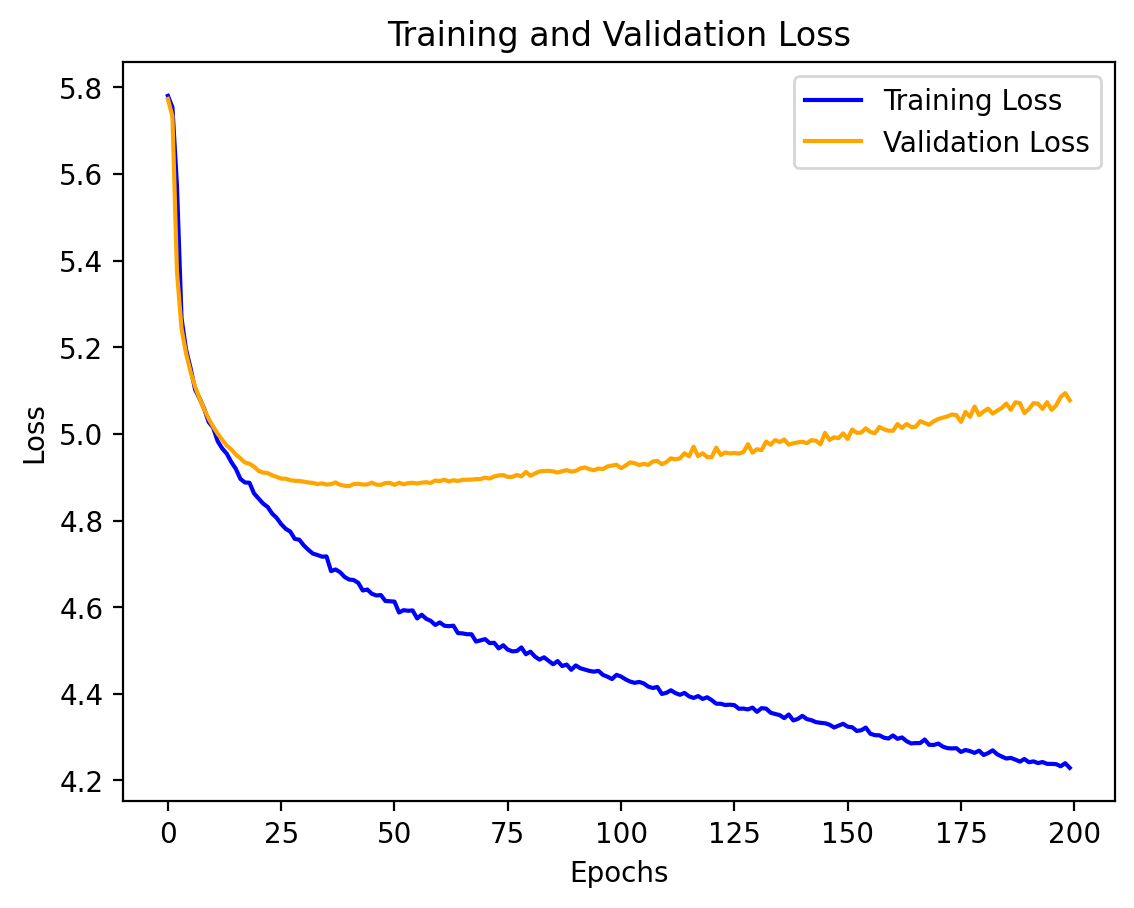 Training and Validation Loss
Training Loss
Validation Loss
5.8
5.6
5.4
5.2
5.0
4.8
4.6
4.4
4.2
Loss
0 25 50 75 100 125 150 175 200
Epochs